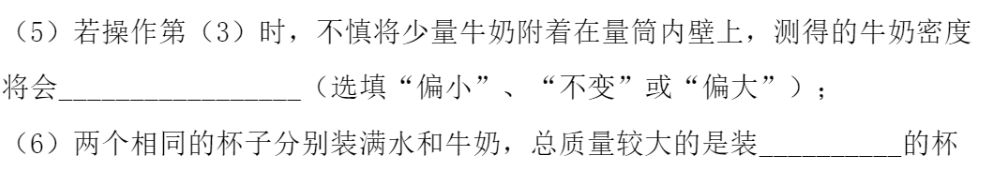 （5）若操作第（3）时，不慎将少量牛奶附着在量筒内壁上，测得的牛奶密度
将会_________________（选填“偏小”、“不变”或“偏大”）；
（6）两个相同的杯子分别装满水和牛奶，总质量较大的是装__________的杯